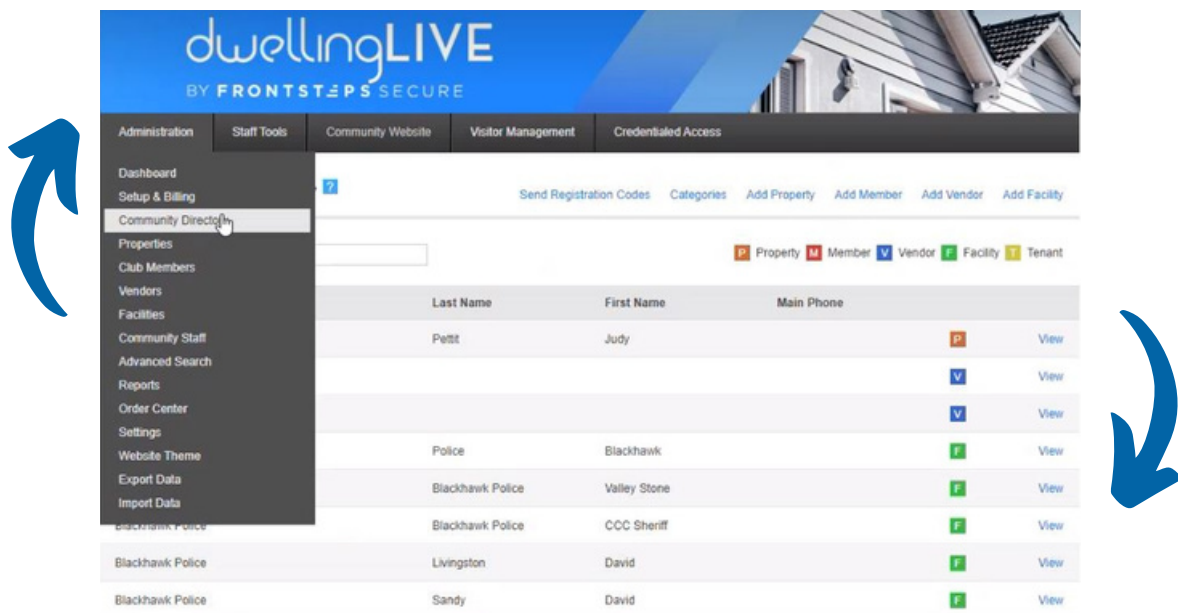 dwellingLIVE
BY FRONTSTEPS SECURE
Administration Staff Tools Community Website Visitor Management Credentialed Access
Dashboard
Setup & Billing
? Send Registration Codes Categories Add Property Add Member Add Vendor Add Facility
Community
Properties
P Property M Member V Vendor F Facility T Tenant
Club Members
Vendors
Facilities
Last Name First Name Main Phone
Community Staff
Pettit Judy P View
Advanced Search
Reports
V View
Order Center
V View
Settings
Website Theme
Police Blackhawk F View
Export Data
Blackhawk Police Valley Stone F View
Import Data
Blackhawk Police Blackhawk Police CCC Sheriff F View
Blackhawk Police Livingston David F View
Blackhawk Police Sandy David F View